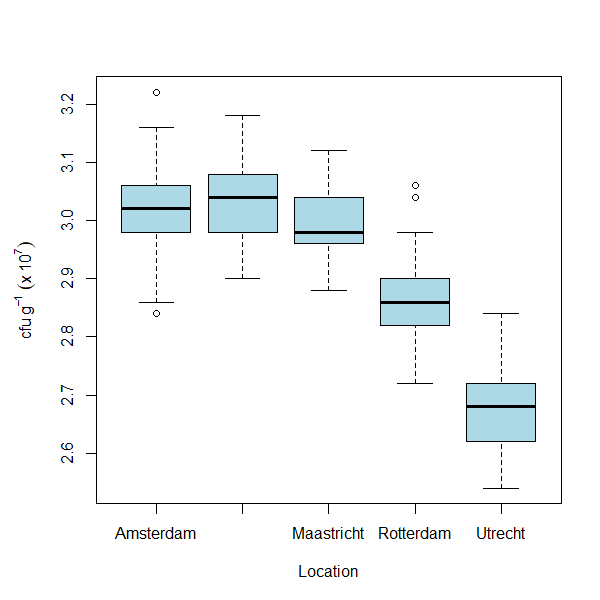 3.2
3.1
3.0
2.9
2.8
2.7
2.6
cfu g⁻¹ (x 10⁷)
Amsterdam Maastricht Rotterdam Utrecht
Location